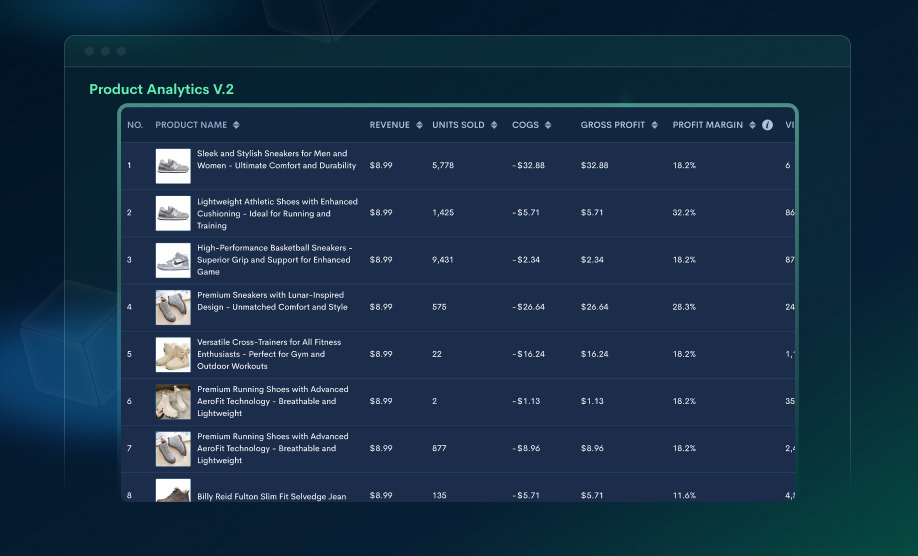 Product Analytics V.2
NO. PRODUCT NAME REVENUE UNITS SOLD COGS GROSS PROFIT PROFIT MARGIN i VI
1 Sleek and Stylish Sneakers for Men and
Women - Ultimate Comfort and Durability $8.99 5,778 -$32.88 $32.88 18.2% 6
2 Lightweight Athletic Shoes with Enhanced
Cushioning - Ideal for Running and
Training $8.99 1,425 -$5.71 $5.71 32.2% 86
3 High-Performance Basketball Sneakers -
Superior Grip and Support for Enhanced
Game $8.99 9,431 -$2.34 $2.34 18.2% 87
4 Premium Sneakers with Lunar-Inspired
Design - Unmatched Comfort and Style $8.99 575 -$26.64 $26.64 28.3% 24
5 Versatile Cross-Trainers for All Fitness
Enthusiasts - Perfect for Gym and
Outdoor Workouts $8.99 22 -$16.24 $16.24 18.2% 1,
6 Premium Running Shoes with Advanced
AeroFit Technology - Breathable and
Lightweight $8.99 2 -$1.13 $1.13 18.2% 35
7 Premium Running Shoes with Advanced
AeroFit Technology - Breathable and
Lightweight $8.99 877 -$8.96 $8.96 18.2% 2,
8 Billy Reid Fulton Slim Fit Selvedge Jean $8.99 135 -$5.71 $5.71 11.6% 4,